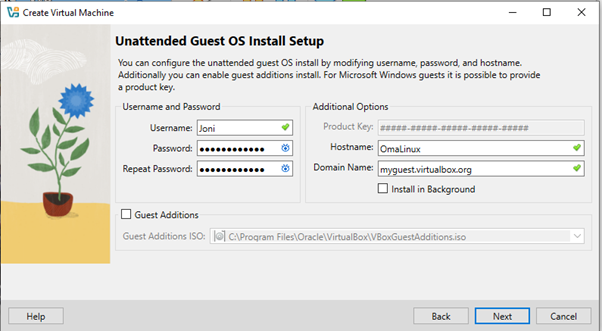 Create Virtual Machine
Unattended Guest OS Install Setup
You can configure the unattended guest OS install by modifying username, password, and hostname.
Additionally you can enable guest additions install. For Microsoft Windows guests it is possible to provide
a product key.
Username and Password
Username: Joni
Password: ●●●●●●●●●●●●
Repeat Password: ●●●●●●●●●●●●
Additional Options
Product Key: #####-#####-#####-#####-#####
Hostname: OmaLinux
Domain Name: myguest.virtualbox.org
Install in Background
Guest Additions
Guest Additions ISO: C:\Program Files\Oracle\VirtualBox\VBoxGuestAdditions.iso
Help
Back
Next
Cancel